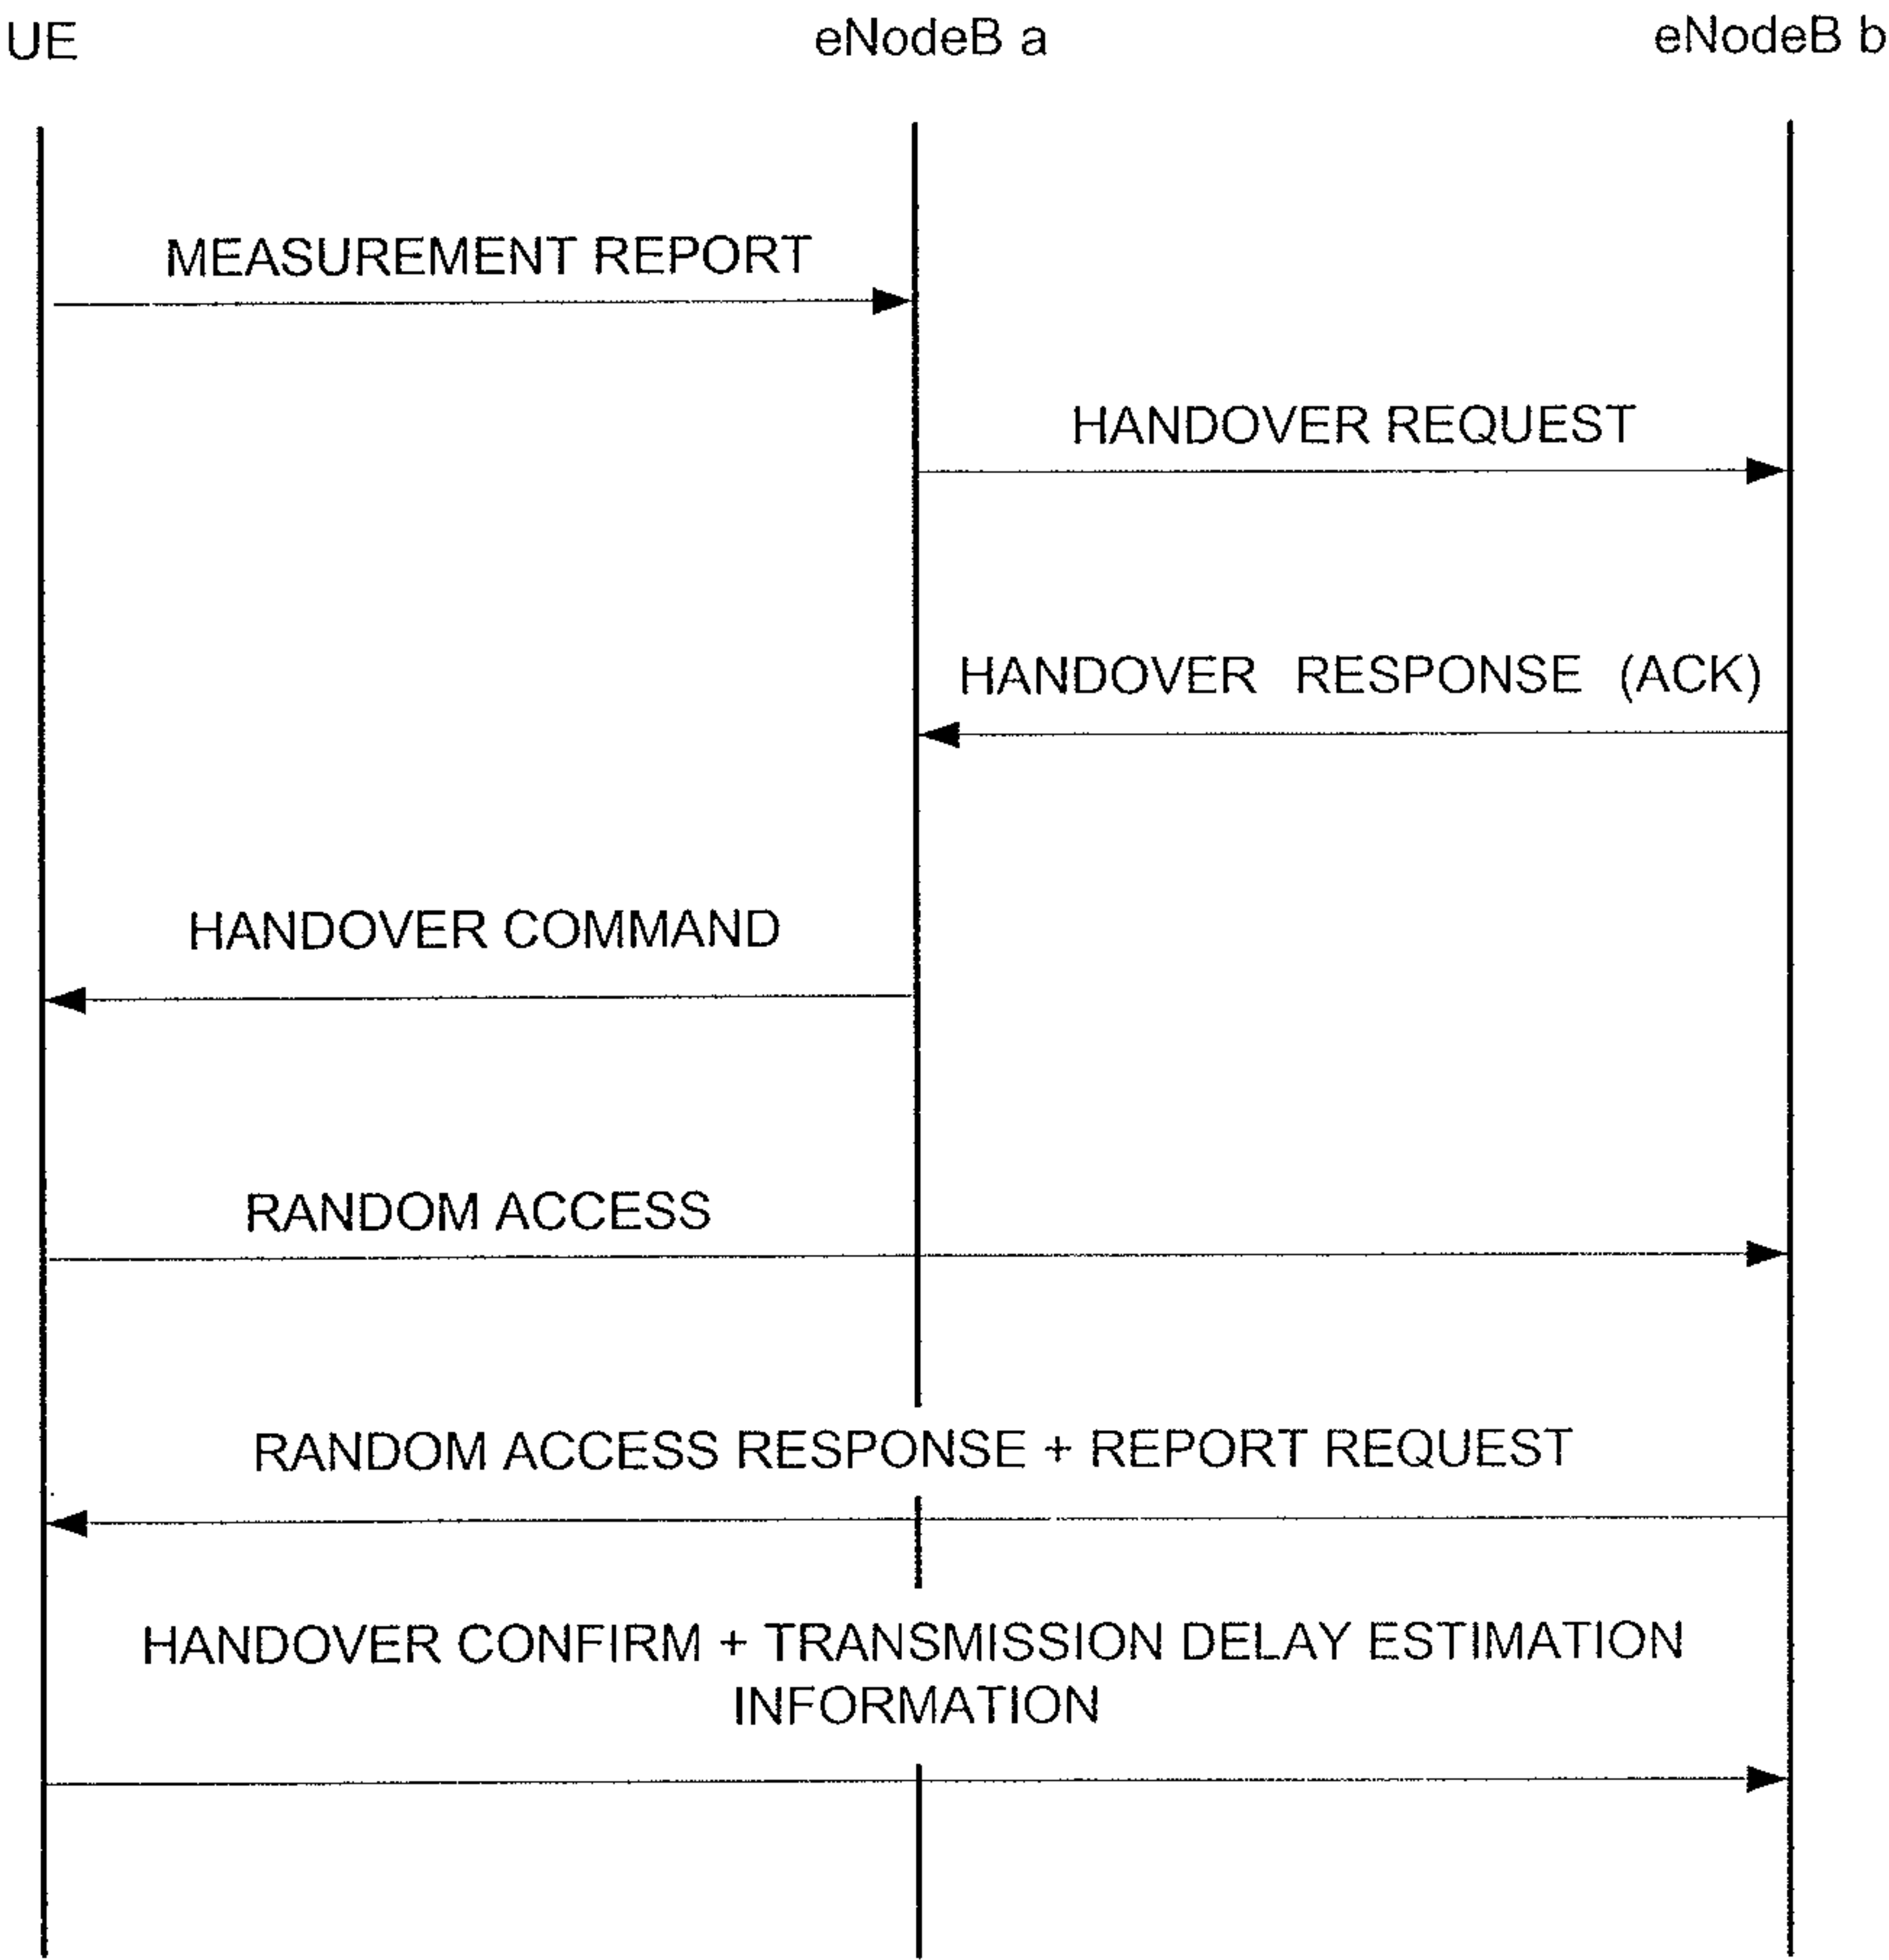 UE eNodeB a eNodeB b
MEASUREMENT REPORT
HANDOVER REQUEST
HANDOVER RESPONSE (ACK)
HANDOVER COMMAND
RANDOM ACCESS
RANDOM ACCESS RESPONSE + REPORT REQUEST
HANDOVER CONFIRM + TRANSMISSION DELAY ESTIMATION
INFORMATION